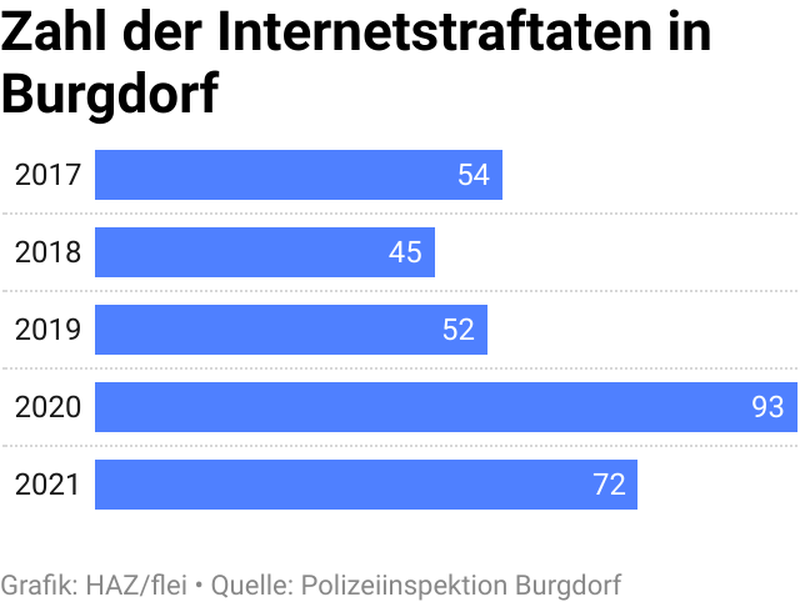 Zahl der Internetstraftaten in
Burgdorf
2017 54
2018 45
2019 52
2020 93
2021 72
Grafik: HAZ/flei • Quelle: Polizeiinspektion Burgdorf